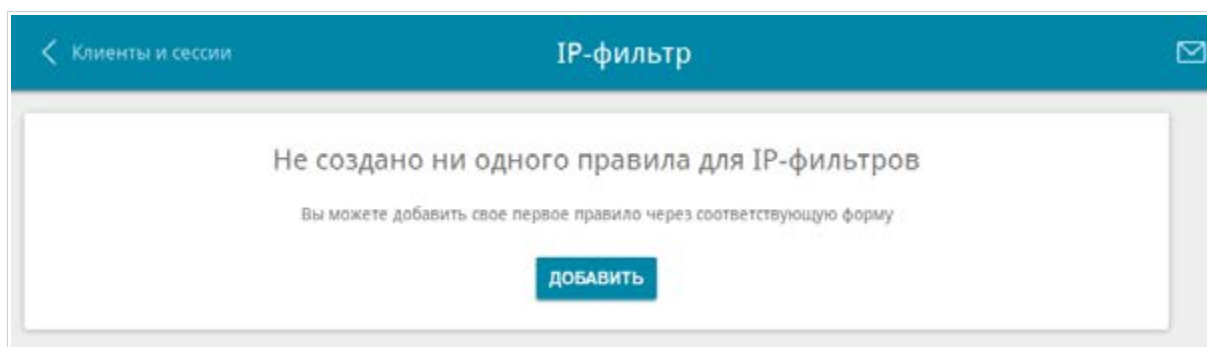 Клиенты и сессии
IP-фильтр
Не создано ни одного правила для IP-фильтров
Вы можете добавить свое первое правило через соответствующую форму
ДОБАВИТЬ